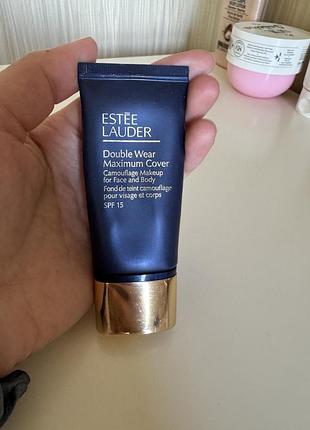 ESTĒE
LAUDER
Double Wear
Maximum Cover
Camouflage Makeup
for Face and Body
Fond de teint camouflage
pour visage et corps
SPF 15